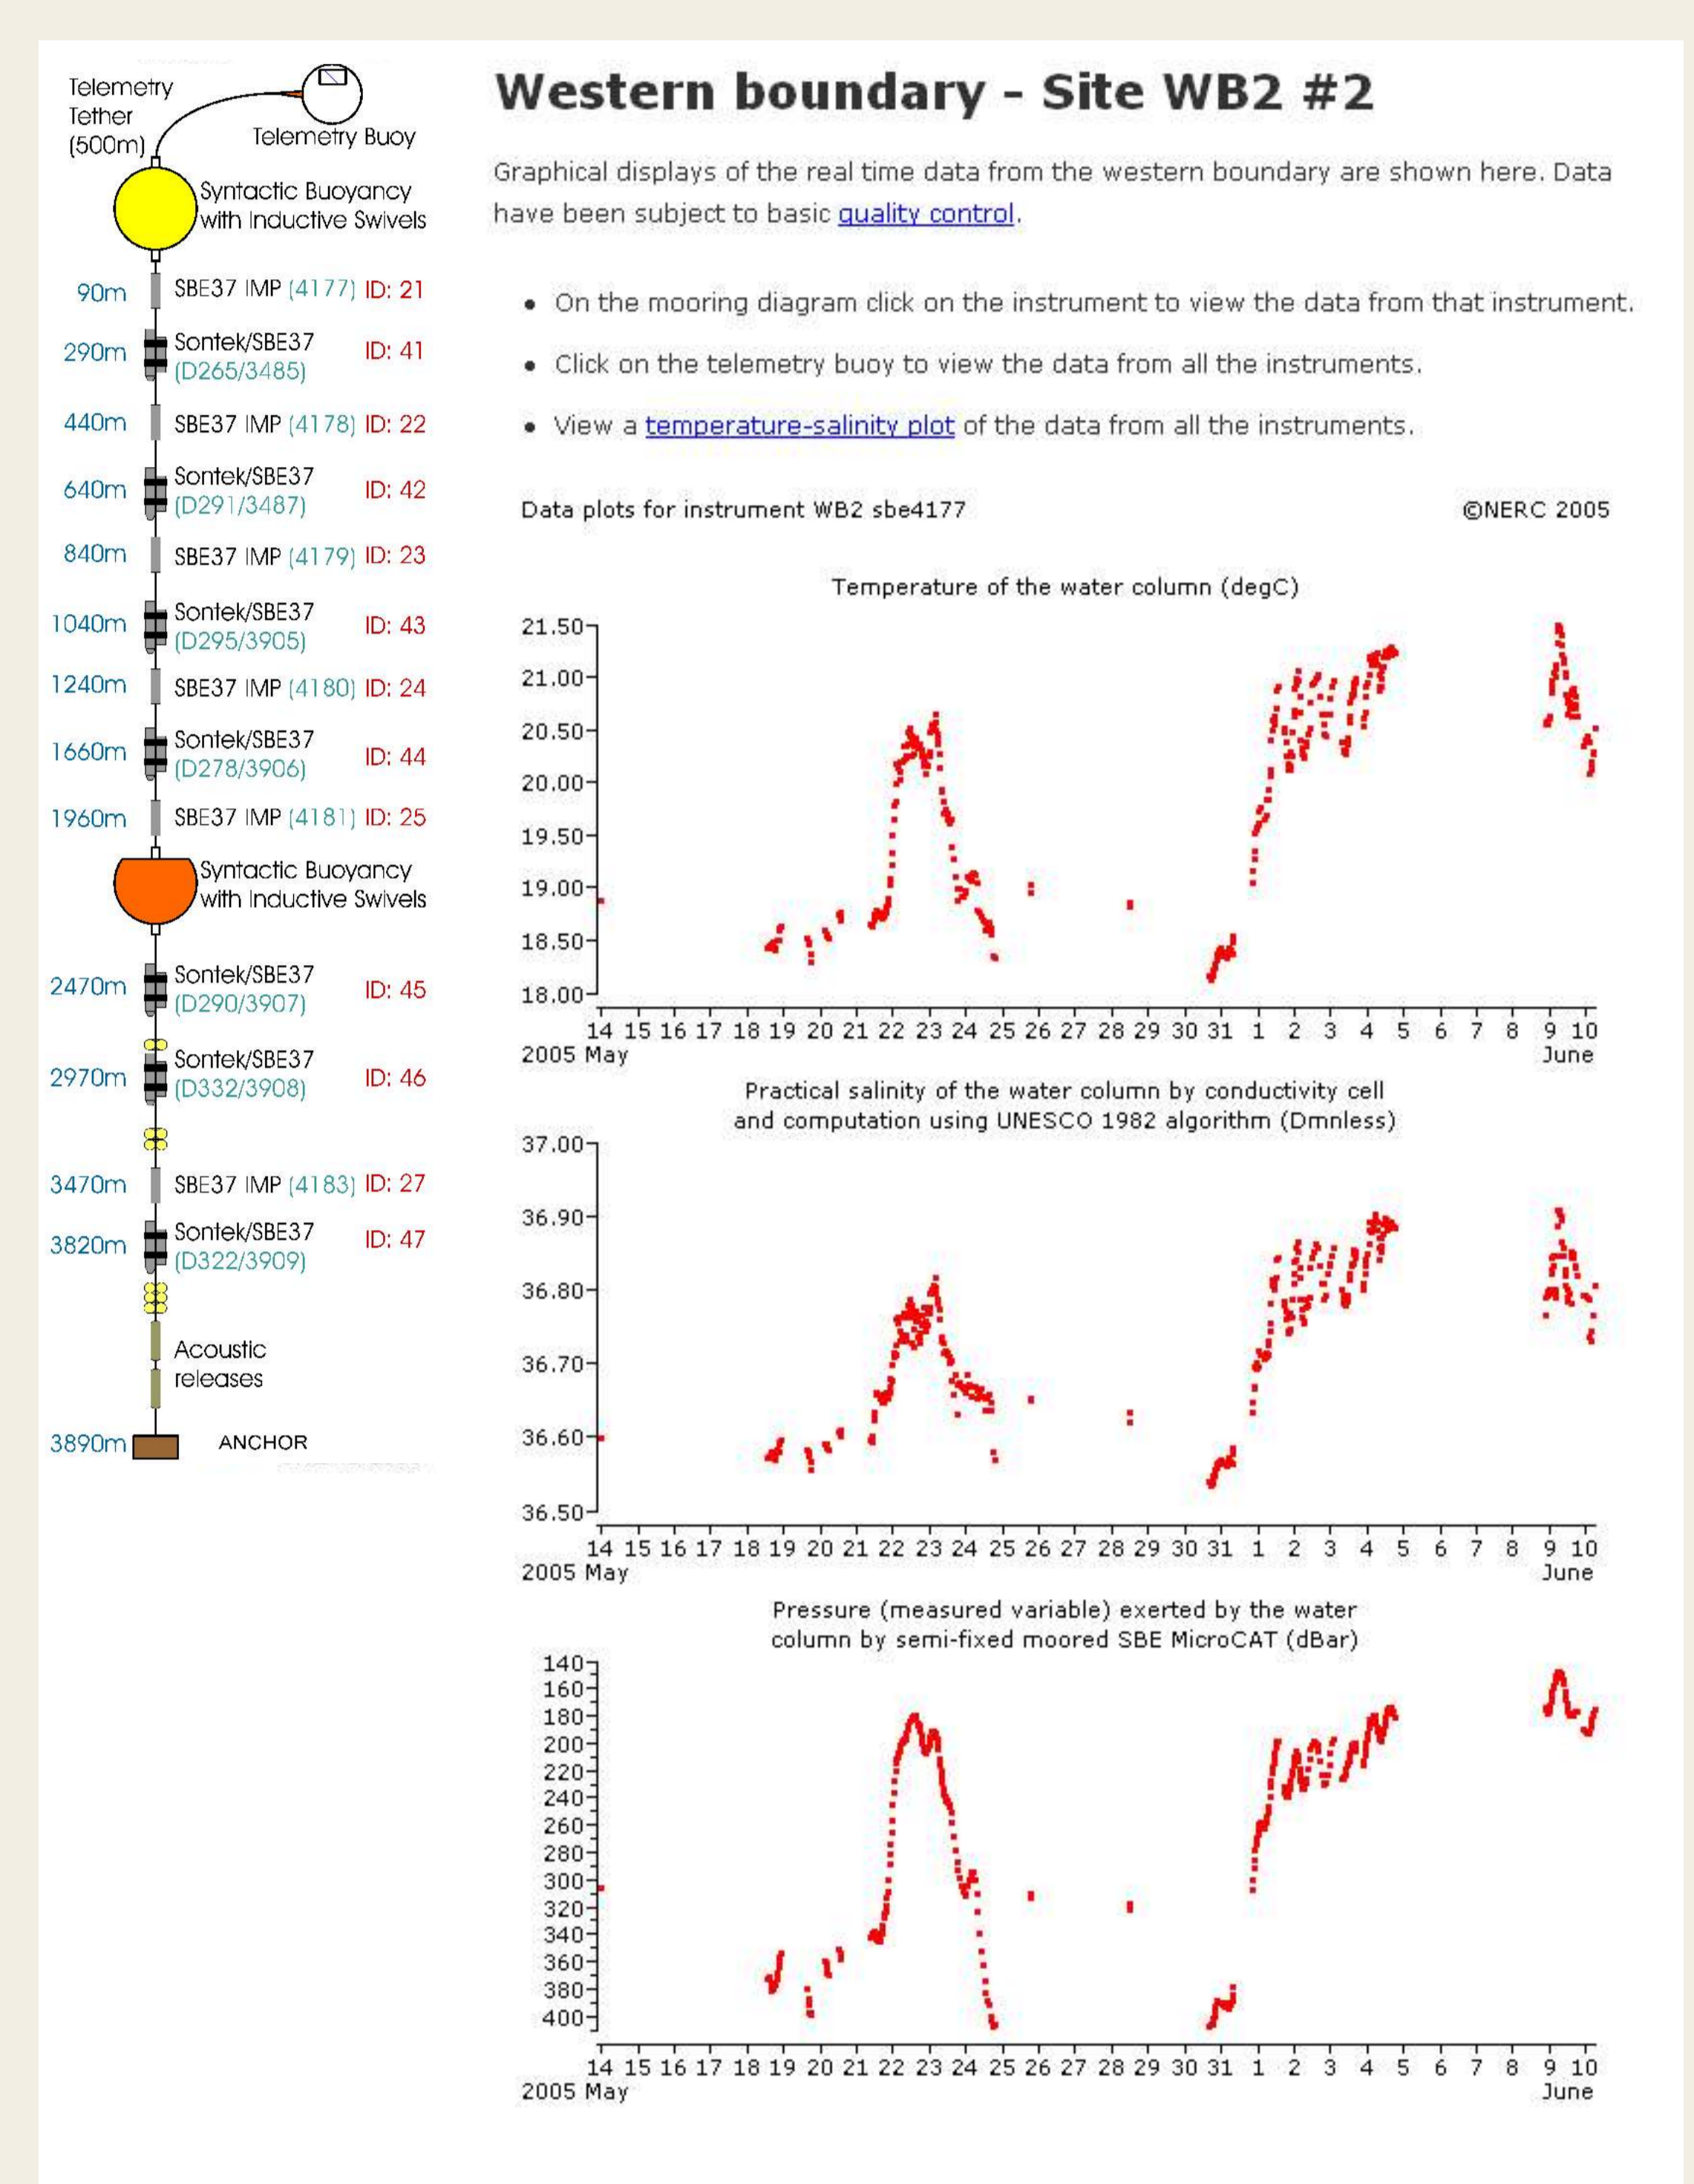 Telemetry
Tether
(500m)
Telemetry Buoy
Syntactic Buoyancy
with Inductive Swivels
90m SBE37 IMP (4177) ID: 21
290m Sontek/SBE37 ID: 41
(D265/3485)
440m SBE37 IMP (4178) ID: 22
640m Sontek/SBE37 ID: 42
(D291/3487)
840m SBE37 IMP (4179) ID: 23
1040m Sontek/SBE37 ID: 43
(D295/3905)
1240m SBE37 IMP (4180) ID: 24
1660m Sontek/SBE37 ID: 44
(D278/3906)
1960m SBE37 IMP (4181) ID: 25
Syntactic Buoyancy
with Inductive Swivels
2470m Sontek/SBE37 ID: 45
(D290/3907)
2970m Sontek/SBE37 ID: 46
(D332/3908)
3470m SBE37 IMP (4183) ID: 27
3820m Sontek/SBE37 ID: 47
(D322/3909)
Acoustic
releases
3890m ANCHOR
Western boundary - Site WB2 #2
Graphical displays of the real time data from the western boundary are shown here. Data
have been subject to basic quality control.
• On the mooring diagram click on the instrument to view the data from that instrument.
• Click on the telemetry buoy to view the data from all the instruments.
• View a temperature-salinity plot of the data from all the instruments.
Data plots for instrument WB2 sbe4177 ©NERC 2005
Temperature of the water column (degC)
21.50
21.00
20.50
20.00
19.50
19.00
18.50
18.00
14 15 16 17 18 19 20 21 22 23 24 25 26 27 28 29 30 31 1 2 3 4 5 6 7 8 9 10
2005 May June
Practical salinity of the water column by conductivity cell
and computation using UNESCO 1982 algorithm (Dmnless)
37.00
36.90
36.80
36.70
36.60
36.50
14 15 16 17 18 19 20 21 22 23 24 25 26 27 28 29 30 31 1 2 3 4 5 6 7 8 9 10
2005 May June
Pressure (measured variable) exerted by the water
column by semi-fixed moored SBE MicroCAT (dBar)
140
160
180
200
220
240
260
280
300
320
340
360
380
400
14 15 16 17 18 19 20 21 22 23 24 25 26 27 28 29 30 31 1 2 3 4 5 6 7 8 9 10
2005 May June